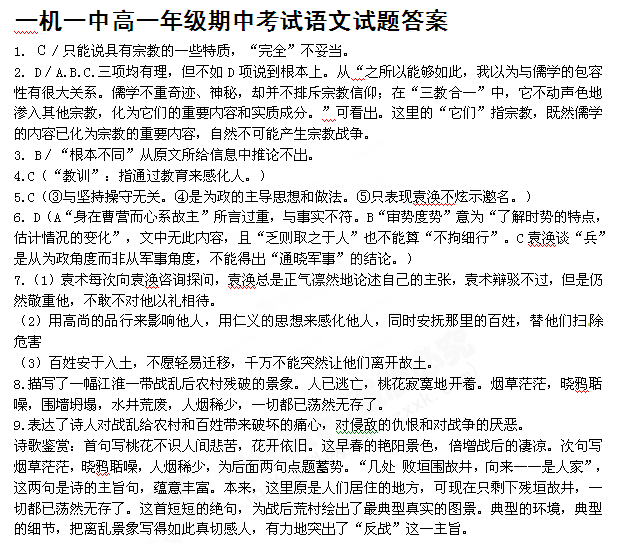 一机一中高一年级期中考试语文试题答案
1. C／只能说具有宗教的一些特质，“完全”不妥当。
2. D／A.B.C.三项均有理，但不如 D 项说到根本上。从“之所以能够如此，我以为与儒学的包容
性有很大关系。儒学不重奇迹、神秘，却并不排斥宗教信仰；在“三教合一”中，它不动声色地
渗入其他宗教，化为它们的重要内容和实质成分。”可看出。这里的“它们”指宗教，既然儒学
的内容已化为宗教的重要内容，自然不可能产生宗教战争。
3. B／“根本不同”从原文所给信息中推论不出。
4.C（“教训”：指通过教育来感化人。）
5.C（③与坚持操守无关。④是为政的主导思想和做法。⑤只表现袁涣不炫示邀名。）
6. D（A“身在曹营而心系故主”所言过重，与事实不符。B“审势度势”意为“了解时势的特点，
估计情况的变化”，文中无此内容，且“乏则取之于人”也不能算“不拘细行”。C 袁涣谈“兵”
是从为政角度而非从军事角度，不能得出“通晓军事”的结论。）
7.（1）袁术每次向袁涣咨询探问，袁涣总是正气凛然地论述自己的主张，袁术辩驳不过，但是仍
然敬重他，不敢不对他以礼相待。
（2）用高尚的品行来影响他人，用仁义的思想来感化他人，同时安抚那里的百姓，替他们扫除
危害
（3）百姓安于入土，不愿轻易迁移，千万不能突然让他们离开故土。
8.描写了一幅江淮一带战乱后农村残破的景象。人已逃亡，桃花寂寞地开着。烟草茫茫，晓鸦聒
噪，围墙坍塌，水井荒废，人烟稀少，一切都已荡然无存了。
9.表达了诗人对战乱给农村和百姓带来破坏的痛心，对侵敌的仇恨和对战争的厌恶。
诗歌鉴赏：首句写桃花不识人间悲苦，花开依旧。这早春的艳阳景色，倍增战后的凄凉。次句写
烟草茫茫，晓鸦聒噪，人烟稀少，为后面两句点题蓄势。“几处 败垣围故井，向来一一是人家”，
这两句是诗的主旨句，蕴意丰富。本来，这里原是人们居住的地方，可现在只剩下残垣故井，一
切都已荡然无存了。这首短短的绝句，为战后荒村绘出了最典型真实的图景。典型的环境，典型
的细节，把离乱景象写得如此真切感人，有力地突出了“反战”这一主旨。